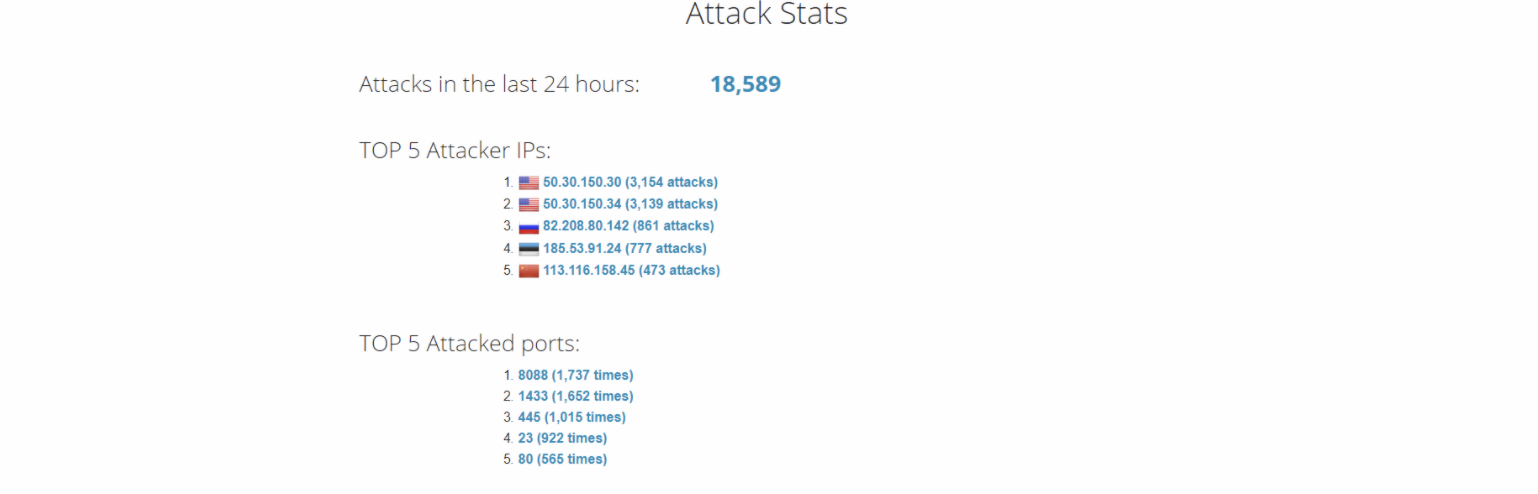 Attack Stats
Attacks in the last 24 hours: 18,589
TOP 5 Attacker IPs:
1. 50.30.150.30 (3,154 attacks)
2. 50.30.150.34 (3,139 attacks)
3. 82.208.80.142 (861 attacks)
4. 185.53.91.24 (777 attacks)
5. 113.116.158.45 (473 attacks)
TOP 5 Attacked ports:
1. 8088 (1,737 times)
2. 1433 (1,652 times)
3. 445 (1,015 times)
4. 23 (922 times)
5. 80 (565 times)